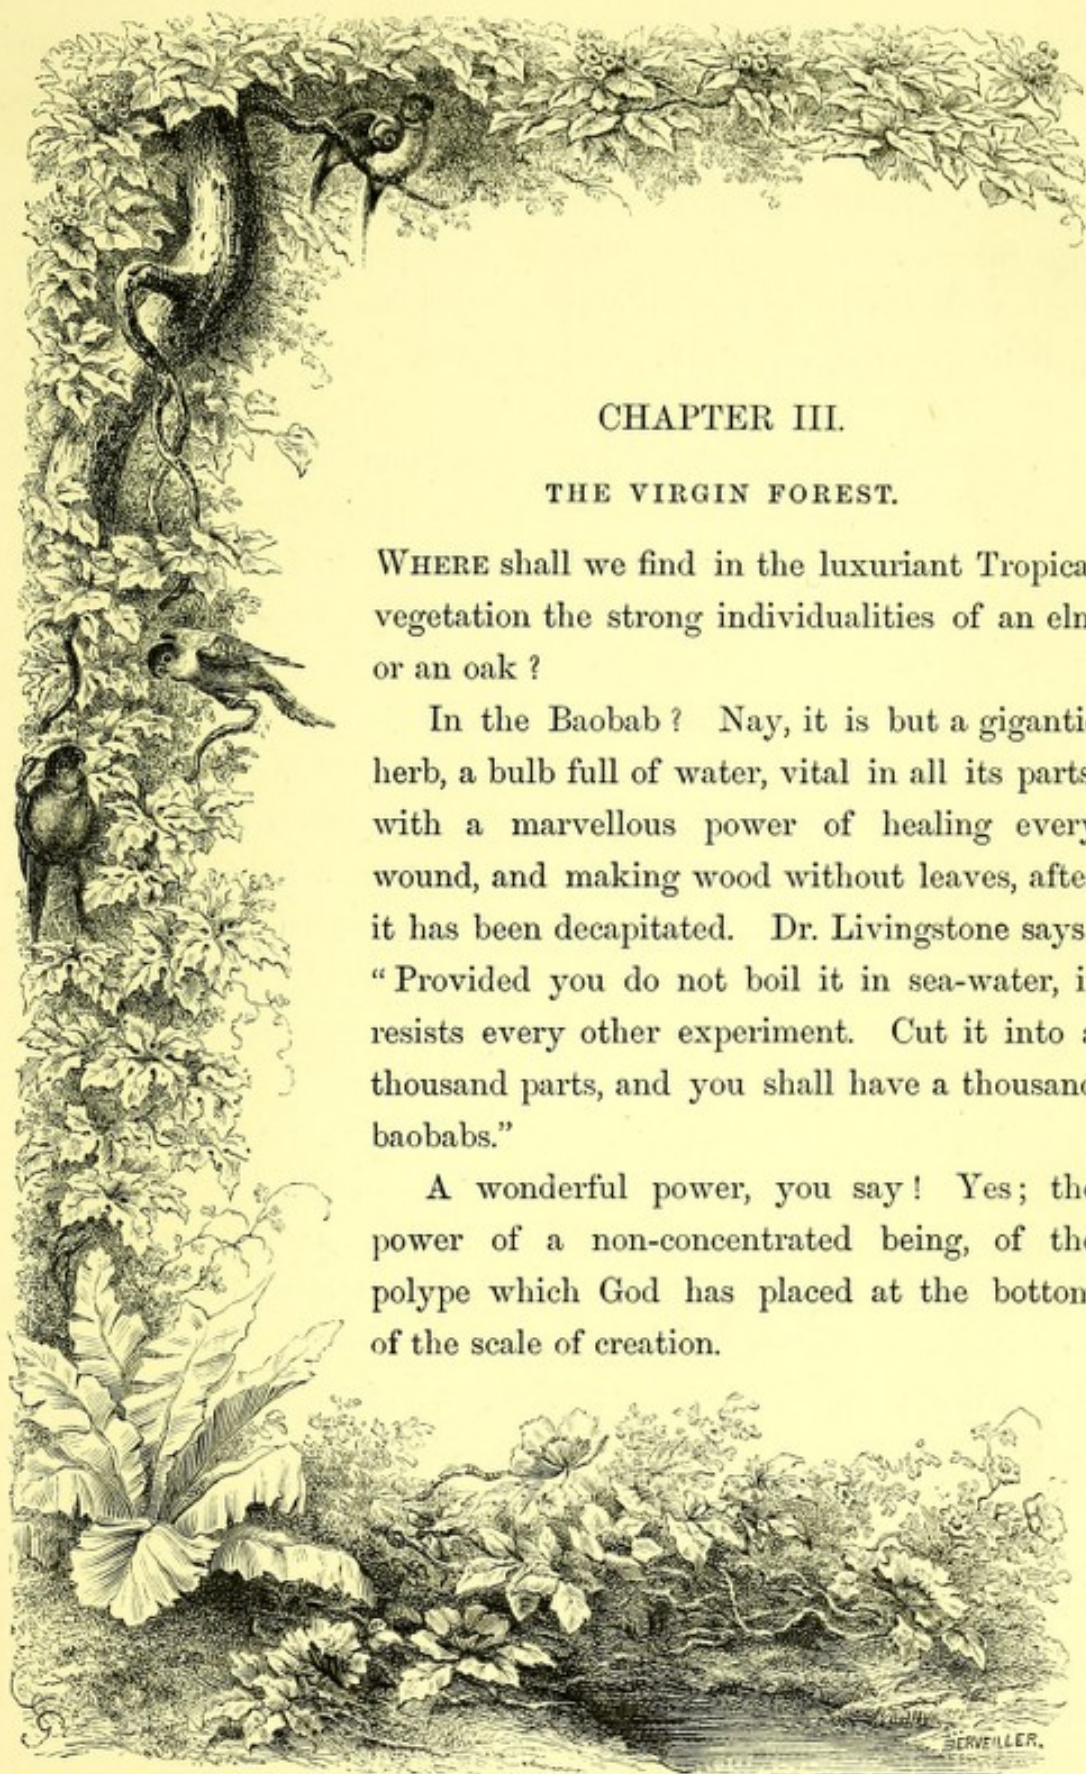 CHAPTER III.
THE VIRGIN FOREST.
WHERE shall we find in the luxuriant Tropica
vegetation the strong individualities of an elm
or an oak ?
In the Baobab ? Nay, it is but a giganti
herb, a bulb full of water, vital in all its parts
with a marvellous power of healing every
wound, and making wood without leaves, afte
it has been decapitated. Dr. Livingstone says
“ Provided you do not boil it in sea-water, i
resists every other experiment. Cut it into a
thousand parts, and you shall have a thousand
baobabs.”
A wonderful power, you say ! Yes ; the
power of a non-concentrated being, of the
polype which God has placed at the bottom
of the scale of creation.
BERVEILLER.